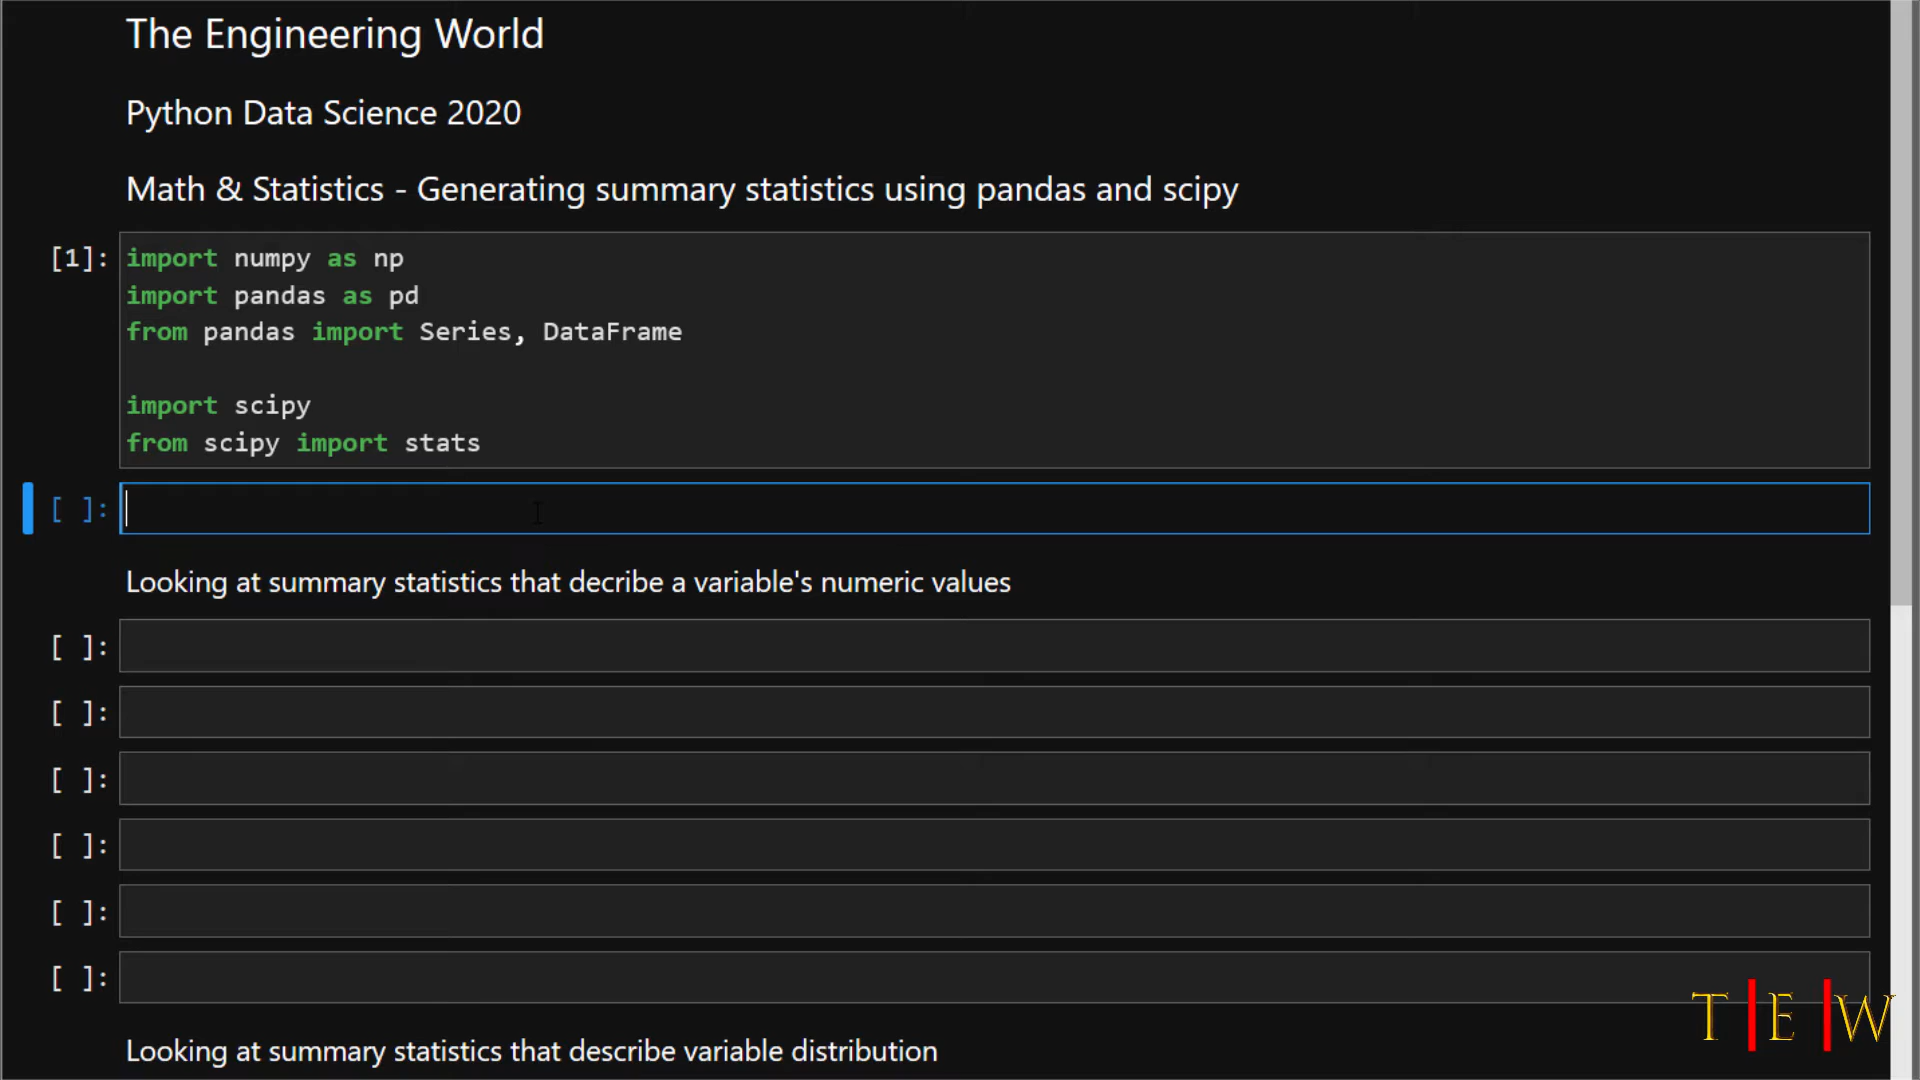 The Engineering World
Python Data Science 2020
Math & Statistics - Generating summary statistics using pandas and scipy
[1]:
import numpy as np
import pandas as pd
from pandas import Series, DataFrame
import scipy
from scipy import stats
[ ]:
Looking at summary statistics that decribe a variable's numeric values
[ ]:
[ ]:
[ ]:
[ ]:
[ ]:
[ ]:
T|E|W
Looking at summary statistics that describe variable distribution